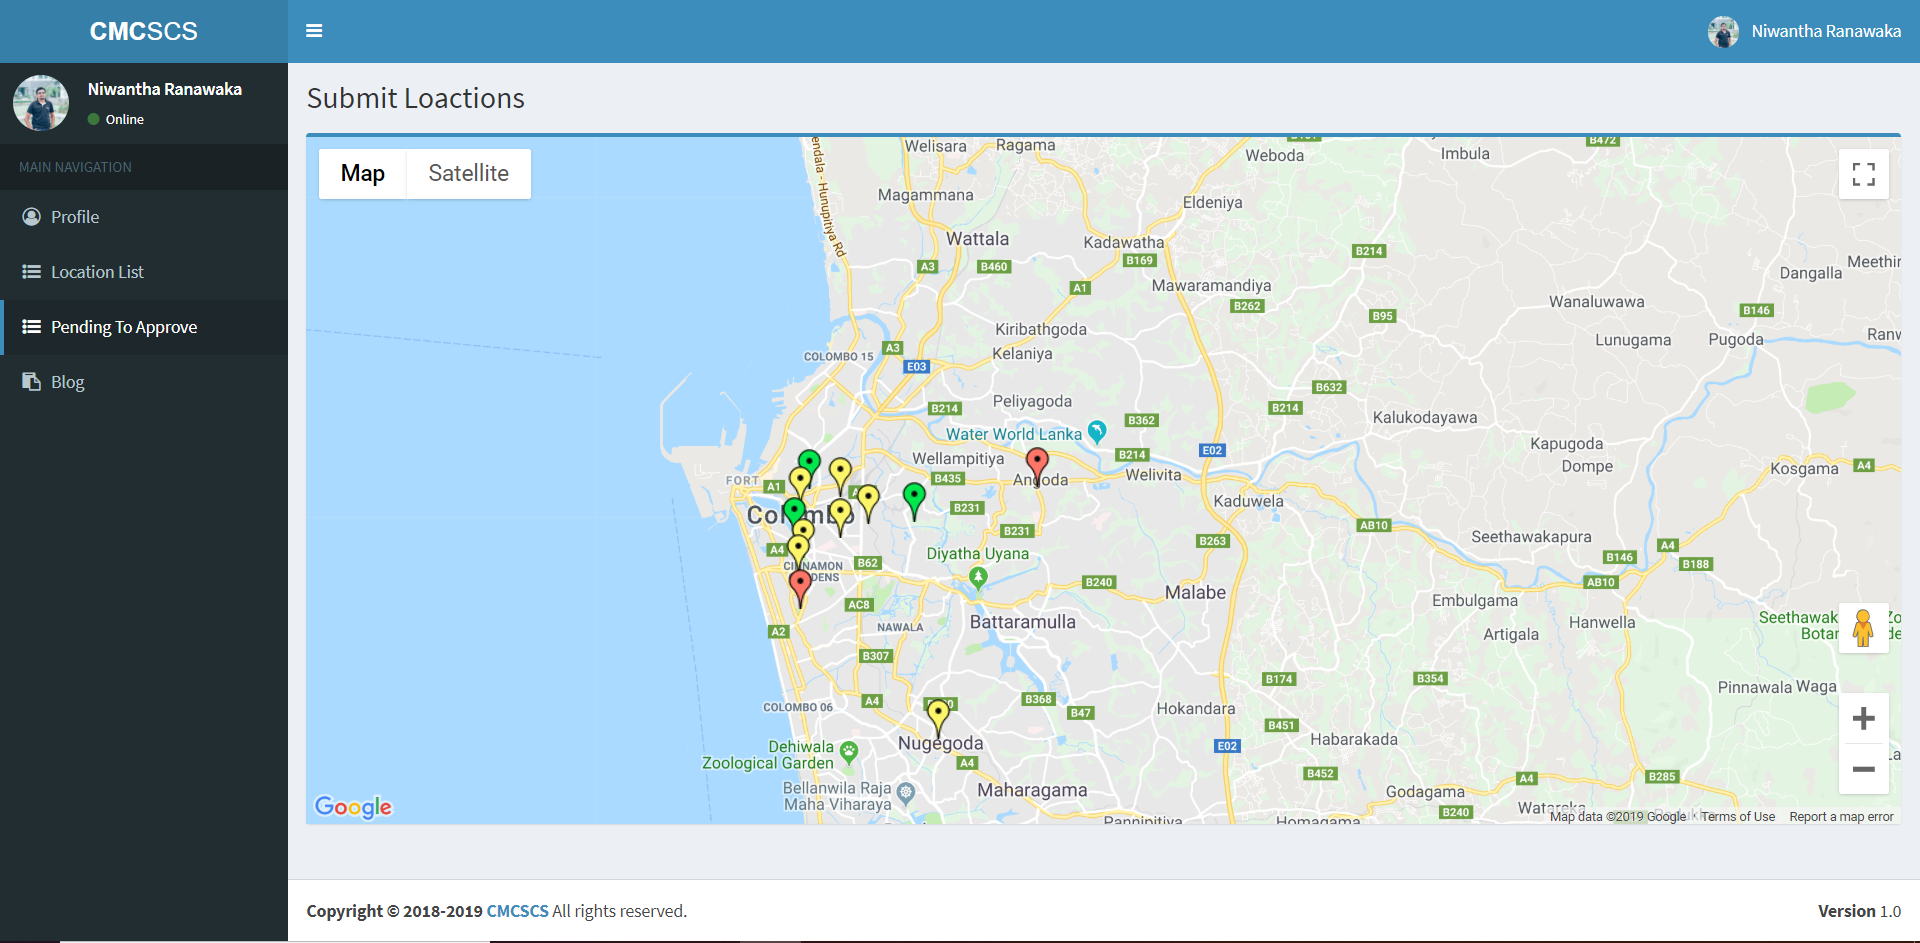 CMCSCS
Niwantha Ranawaka
Niwantha Ranawaka
Online
MAIN NAVIGATION
Profile
Location List
Pending To Approve
Blog
Submit Loactions
Map
Satellite
Welisara
Ragama
Weboda
Imbula
B472
endala - Hunupitiya Rd
Magammana
Eldeniya
Wattala
Kadawatha
B214
A3
B460
B169
Dangalla
A1
Mawaramandiya
B262
Wanaluwawa
B146
B95
Kiribathgoda
Lunugama
Pugoda
A3
COLOMBO 15
Kelaniya
E03
B632
B214
Peliyagoda
B214
B362
Kalukodayawa
Water World Lanka
Kapugoda
E02
B214
Wellampitiya
Dompe
Kosgama
A4
FORT
A1
B435
Angoda
Welivita
Kaduwela
Colombo
B231
AB10
B231
Seethawakapura
B263
A4
A4
Diyatha Uyana
B146
CINNAMON
B62
B188
B240
AB10
Malabe
AC8
Embulgama
Battaramulla
Hanwella
NAWALA
A2
Artigala
B307
B174
B354
Pinnawala
Waga
A4
B368
COLOMBO 06
B47
Hokandara
B451
Habarakada
Nugegoda
E02
Dehiwala
Zoological Garden
A4
B452
A4
B285
Bellanwila Raja
Maha Viharaya
Maharagama
Godagama
B240
Pannipitiya
Homagama
Google
Map data ©2019 Google
Terms of Use
Report a map error
Copyright © 2018-2019 CMCSCS All rights reserved.
Version 1.0